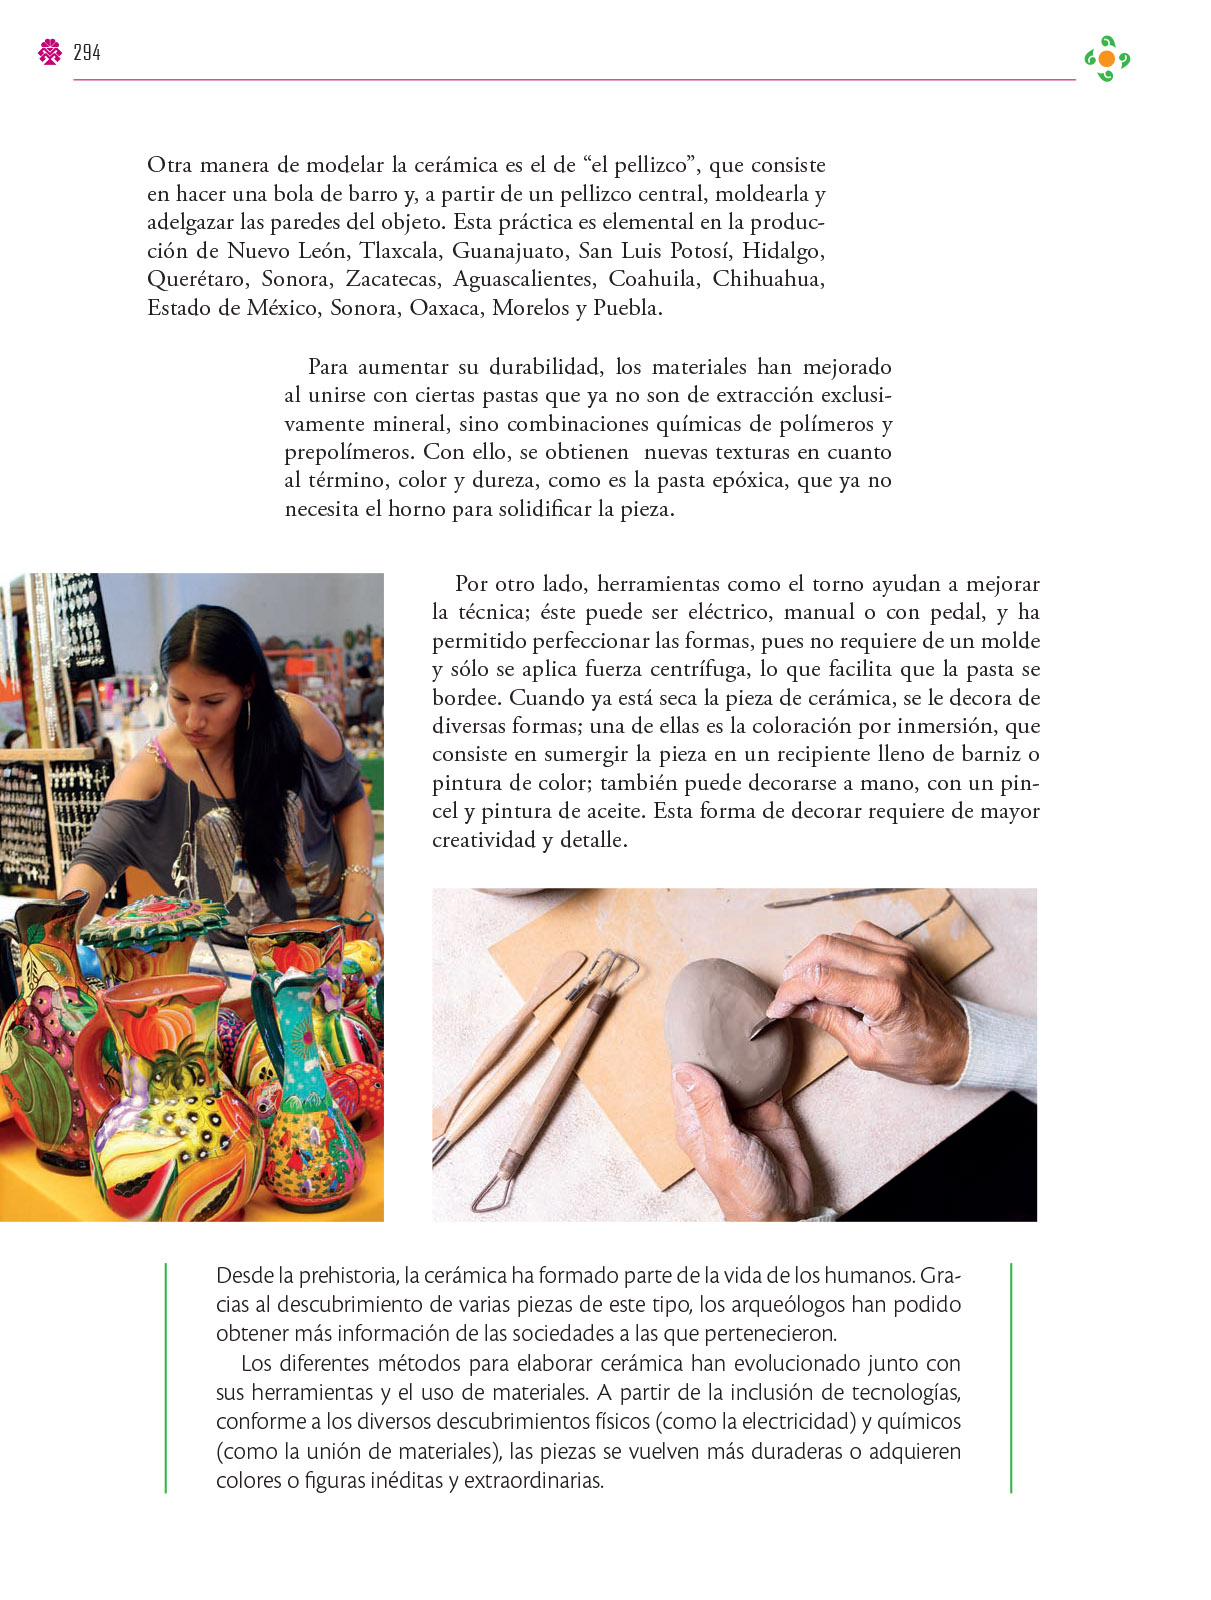 294
Otra manera de modelar la cerámica es el de “el pellizco”, que consiste
en hacer una bola de barro y, a partir de un pellizco central, moldearla y
adelgazar las paredes del objeto. Esta práctica es elemental en la produc-
ción de Nuevo León, Tlaxcala, Guanajuato, San Luis Potosí, Hidalgo,
Querétaro, Sonora, Zacatecas, Aguascalientes, Coahuila, Chihuahua,
Estado de México, Sonora, Oaxaca, Morelos y Puebla.
Para aumentar su durabilidad, los materiales han mejorado
al unirse con ciertas pastas que ya no son de extracción exclusi-
vamente mineral, sino combinaciones químicas de polímeros y
prepolímeros. Con ello, se obtienen nuevas texturas en cuanto
al término, color y dureza, como es la pasta epóxica, que ya no
necesita el horno para solidificar la pieza.
Por otro lado, herramientas como el torno ayudan a mejorar
la técnica; éste puede ser eléctrico, manual o con pedal, y ha
permitido perfeccionar las formas, pues no requiere de un molde
y sólo se aplica fuerza centrífuga, lo que facilita que la pasta se
bordee. Cuando ya está seca la pieza de cerámica, se le decora de
diversas formas; una de ellas es la coloración por inmersión, que
consiste en sumergir la pieza en un recipiente lleno de barniz o
pintura de color; también puede decorarse a mano, con un pin-
cel y pintura de aceite. Esta forma de decorar requiere de mayor
creatividad y detalle.
Desde la prehistoria, la cerámica ha formado parte de la vida de los humanos. Gra-
cias al descubrimiento de varias piezas de este tipo, los arqueólogos han podido
obtener más información de las sociedades a las que pertenecieron.
Los diferentes métodos para elaborar cerámica han evolucionado junto con
sus herramientas y el uso de materiales. A partir de la inclusión de tecnologías,
conforme a los diversos descubrimientos físicos (como la electricidad) y químicos
(como la unión de materiales), las piezas se vuelven más duraderas o adquieren
colores o figuras inéditas y extraordinarias.